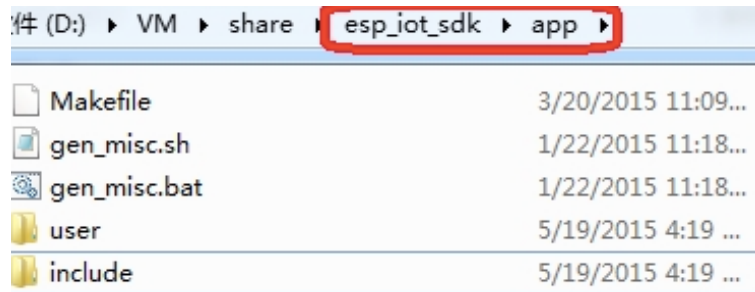 件 (D:) ▸ VM ▸ share ▸ esp_iot_sdk ▸ app ▸
Makefile 3/20/2015 11:09...
gen_misc.sh 1/22/2015 11:18...
gen_misc.bat 1/22/2015 11:18...
user 5/19/2015 4:19 ...
include 5/19/2015 4:19 ...